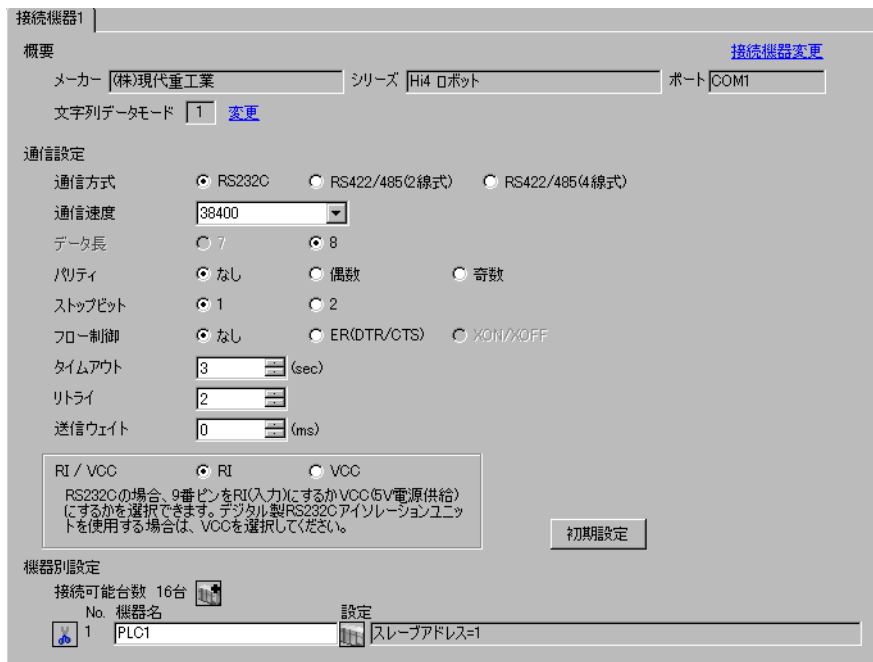 接続機器1
概要 接続機器変更
メーカー (株)現代重工業 シリーズ Hi4 ロボット ポート COM1
文字列データモード 1 変更
通信設定
通信方式 RS232C RS422/485(2線式) RS422/485(4線式)
通信速度 38400
データ長 7 8
パリティ なし 偶数 奇数
ストップビット 1 2
フロー制御 なし ER(DTR/CTS) XON/XOFF
タイムアウト 3 (sec)
リトライ 2
送信ウェイト 0 (ms)
RI / VCC RI VCC
RS232Cの場合、9番ピンをRI(入力)にするかVCC(5V電源供給)
にするかを選択できます。デジタル製RS232Cアイソレーションユニッ
トを使用する場合は、VCCを選択してください。
初期設定
機器別設定
接続可能台数 16台
No. 機器名 設定
1 PLC1 スレーブアドレス=1